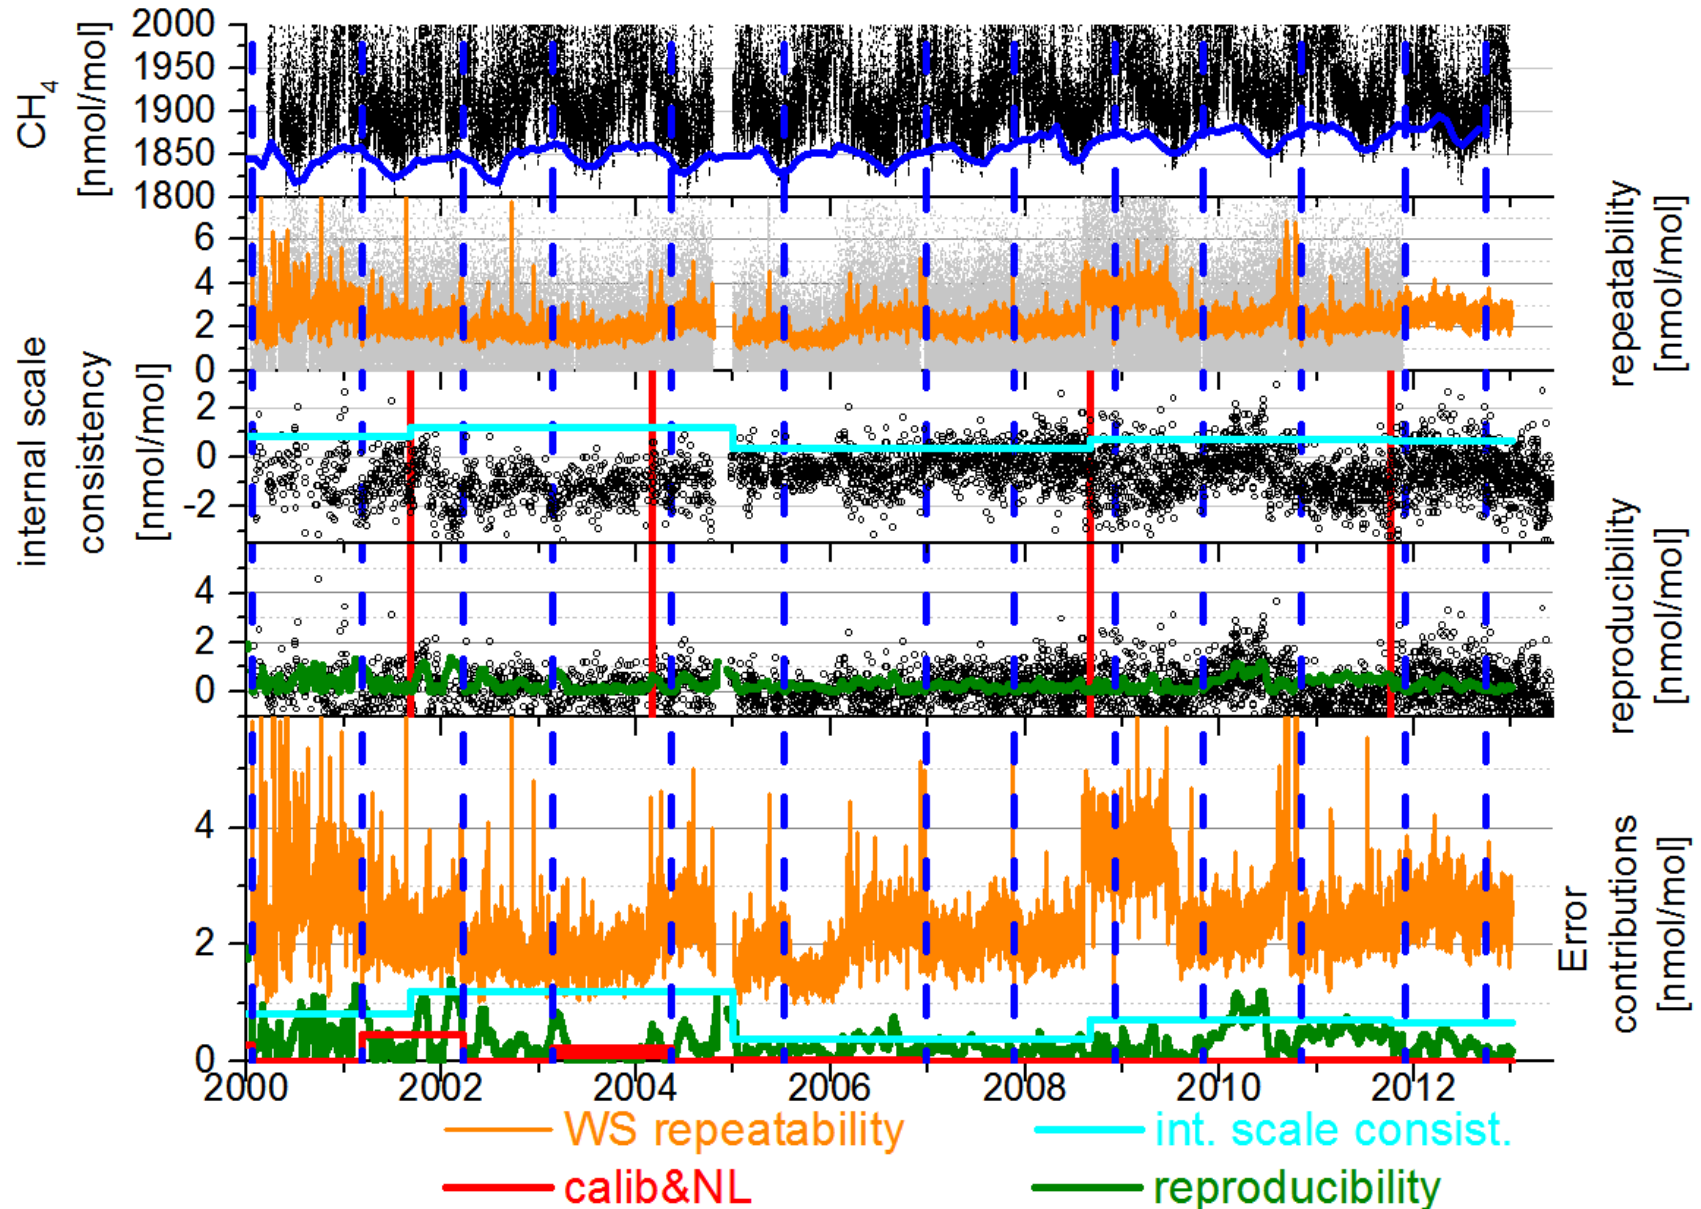 CH4
[nmol/mol]
2000
1950
1900
1850
1800
repeatability
[nmol/mol]
6
4
2
0
internal scale
consistency
[nmol/mol]
2
0
-2
reproducibility
[nmol/mol]
4
2
0
Error
contributions
[nmol/mol]
4
2
0
2000 2002 2004 2006 2008 2010 2012
WS repeatability int. scale consist.
calib&NL reproducibility